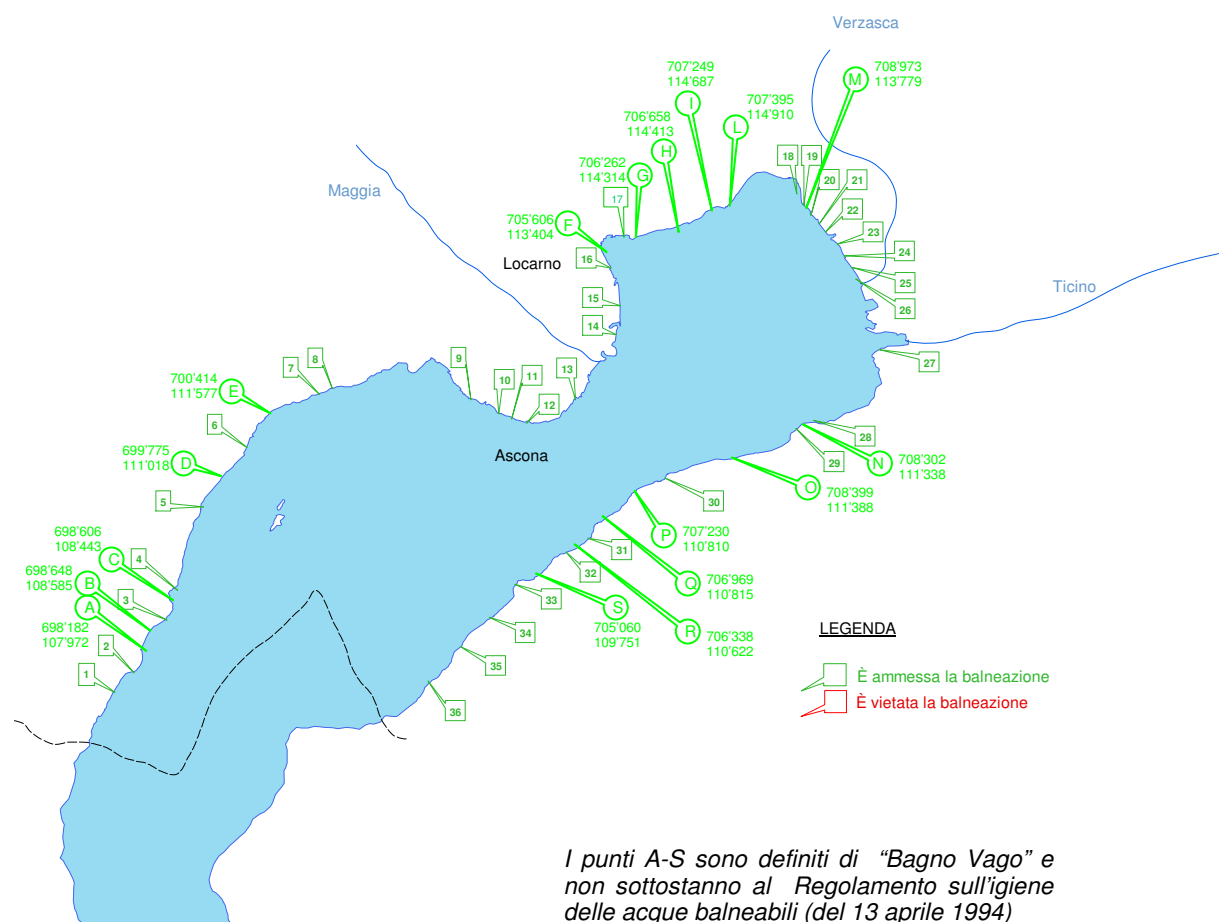 Verzasca
707'249
114'687
708'973
113'779
M
I
707'395
114'910
L
706'658
114'413
H
18
19
706'262
114'314
G
20
21
Maggia
17
22
705'606
113'404
F
23
24
Locarno
16
25
Ticino
15
26
14
27
8
9
7
13
700'414
111'577
E
10
11
12
6
28
Ascona
699'775
111'018
D
29
N
708'302
111'338
O
708'399
111'388
5
30
698'606
108'443
C
P
707'230
110'810
4
31
698'648
108'585
B
32
Q
706'969
110'815
3
33
A
S
698'182
107'972
705'060
109'751
34
R
706'338
110'622
LEGENDA
2
35
1
È ammessa la balneazione
È vietata la balneazione
36
I punti A-S sono definiti di “Bagno Vago” e
non sottostanno al Regolamento sull'igiene
delle acque balneabili (del 13 aprile 1994)